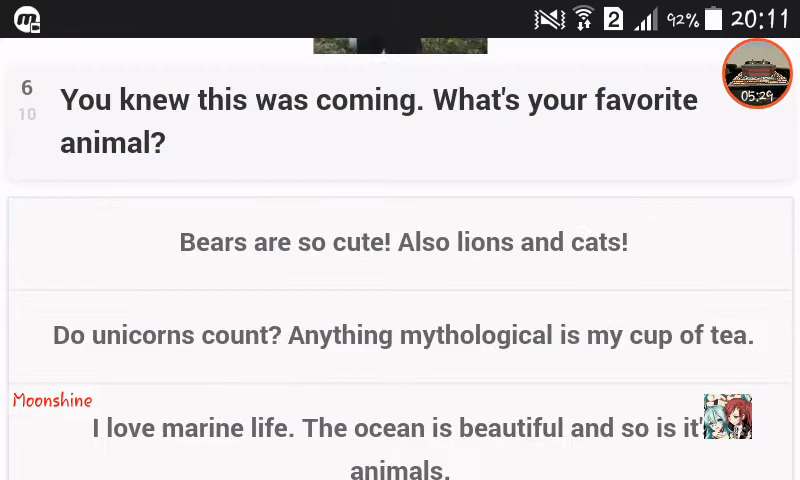 92% 20:11
2
05:29
6
10
You knew this was coming. What's your favorite
animal?
Bears are so cute! Also lions and cats!
Do unicorns count? Anything mythological is my cup of tea.
Moonshine
I love marine life. The ocean is beautiful and so is it'
animals.